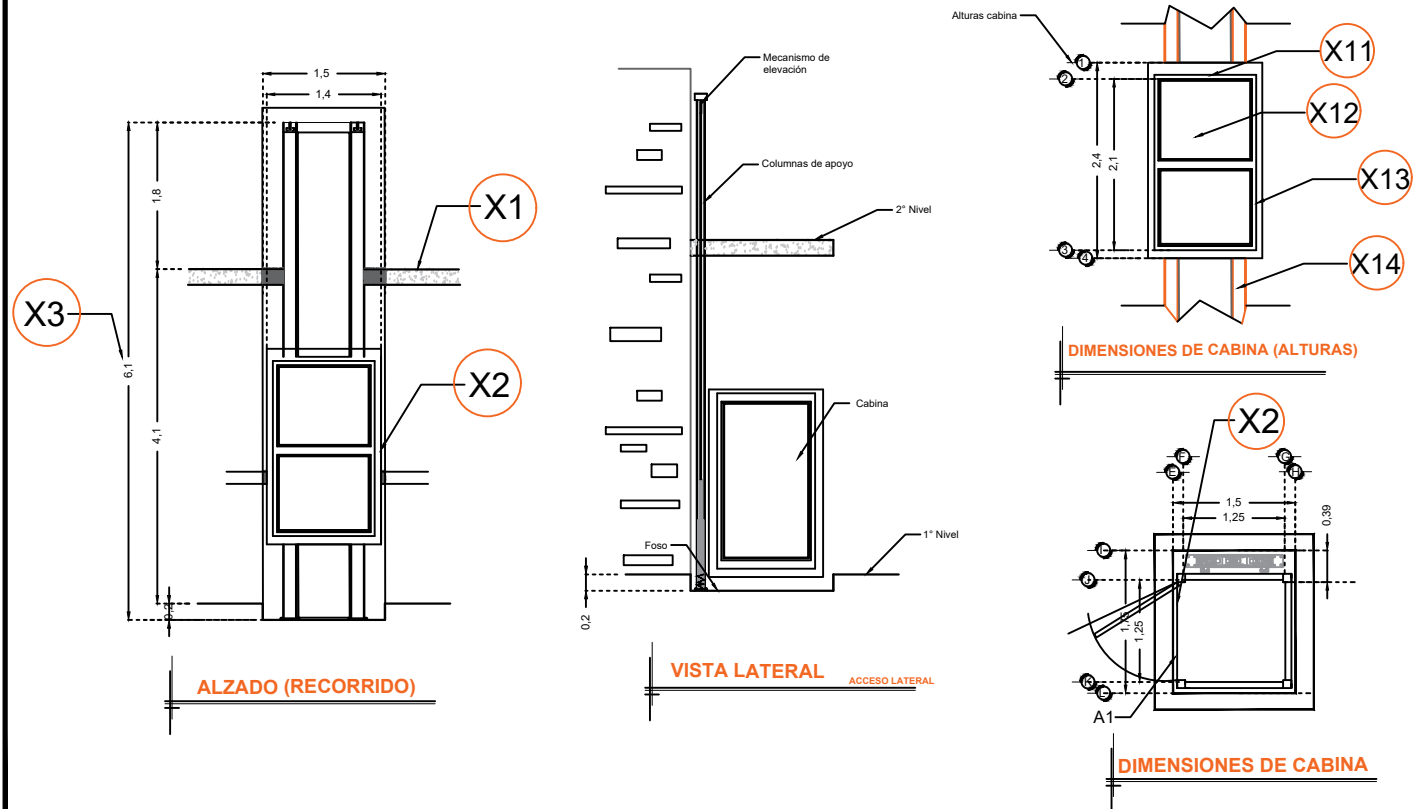 1,5
1,4
1,8
X1
X3
6,1
X2
4,1
0,2
ALZADO (RECORRIDO)
Mecanismo de
elevación
Columnas de apoyo
2° Nivel
Cabina
1° Nivel
Foso
0,2
VISTA LATERAL
ACCESO LATERAL
Alturas cabina
1
2
X11
X12
2,4
2,1
X13
3
4
X14
DIMENSIONES DE CABINA (ALTURAS)
X2
F
G
E
H
1,5
1,25
0,39
I
J
1,75
1,25
K
L
A1
DIMENSIONES DE CABINA